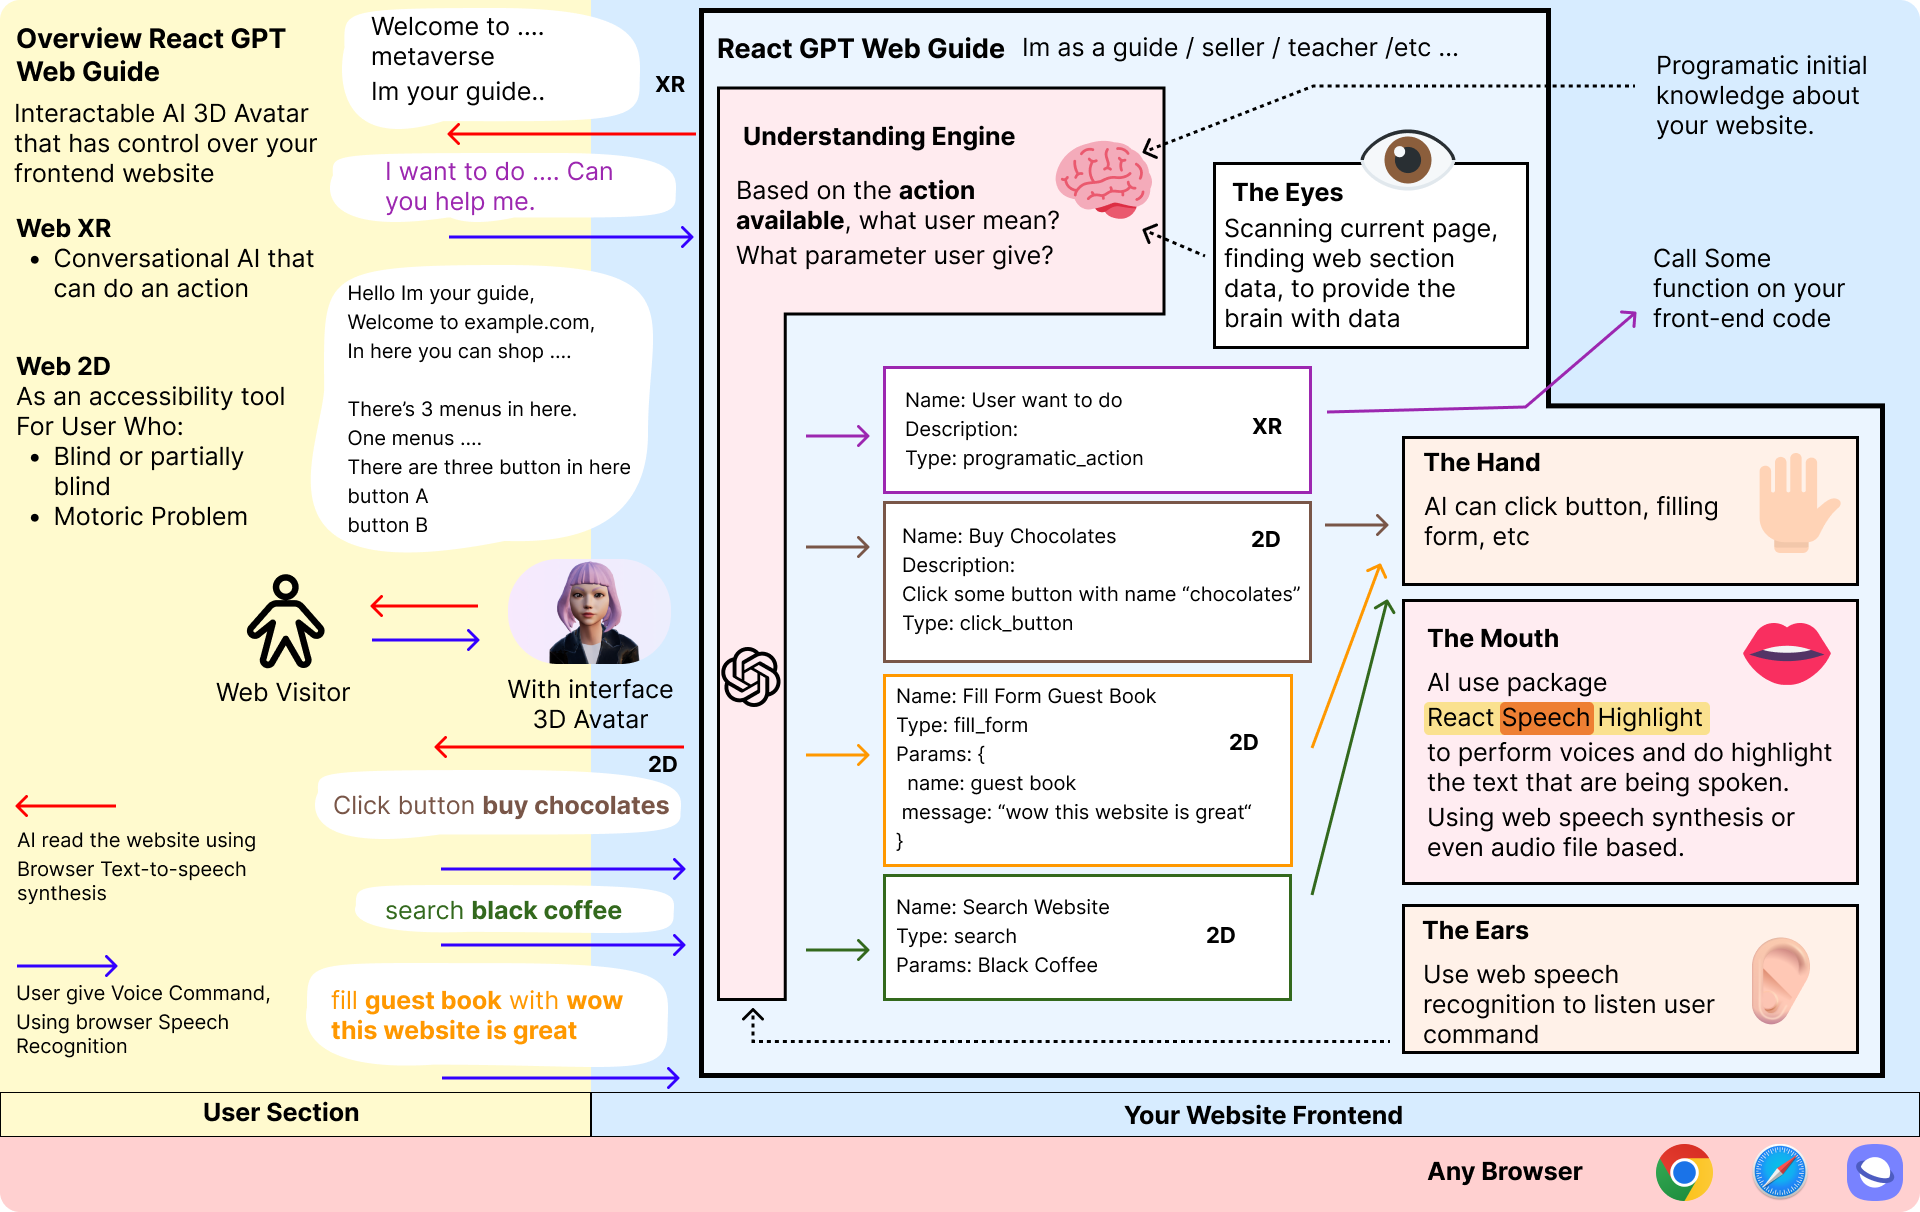 Overview React GPT
Web Guide
Interactable AI 3D Avatar
that has control over your
frontend website
Web XR
• Conversational AI that
can do an action
Web 2D
As an accessibility tool
For User Who:
• Blind or partially
blind
• Motoric Problem
Welcome to ....
metaverse
Im your guide..
XR
I want to do .... Can
you help me.
Hello Im your guide,
Welcome to example.com,
In here you can shop ....
There’s 3 menus in here.
One menus ....
There are three button in here
button A
button B
Web Visitor
With interface
3D Avatar
2D
Click button buy chocolates
search black coffee
fill guest book with wow
this website is great
AI read the website using
Browser Text-to-speech
synthesis
User give Voice Command,
Using browser Speech
Recognition
React GPT Web Guide Im as a guide / seller / teacher /etc ...
Understanding Engine
Based on the action
available, what user mean?
What parameter user give?
The Eyes
Scanning current page,
finding web section
data, to provide the
brain with data
Programatic initial
knowledge about
your website.
Call Some
function on your
front-end code
Name: User want to do
Description:
Type: programatic_action
XR
Name: Buy Chocolates
Description:
Click some button with name “chocolates”
Type: click_button
2D
Name: Fill Form Guest Book
Type: fill_form
Params: {
name: guest book
message: “wow this website is great“
}
2D
Name: Search Website
Type: search
Params: Black Coffee
2D
The Hand
AI can click button, filling
form, etc
The Mouth
AI use package
React Speech Highlight
to perform voices and do highlight
the text that are being spoken.
Using web speech synthesis or
even audio file based.
The Ears
Use web speech
recognition to listen user
command
User Section
Your Website Frontend
Any Browser